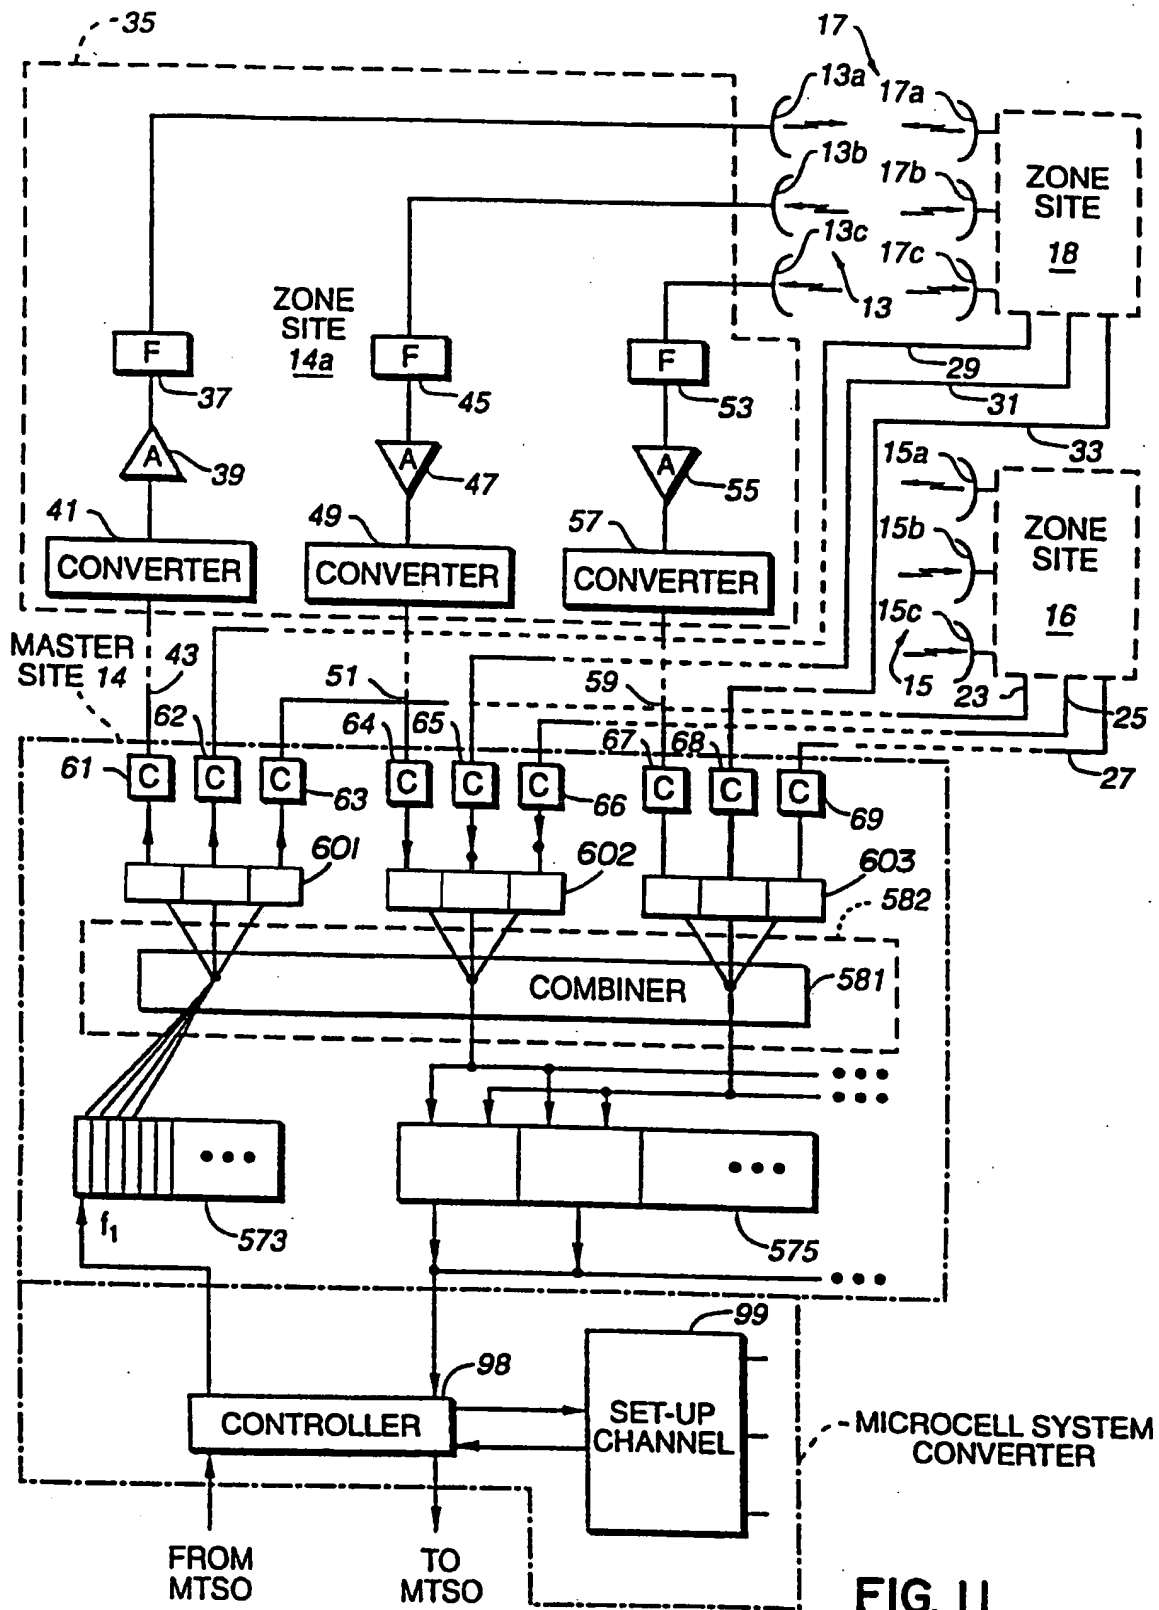 35
17
13a
17a
13b
17b
13c
17c
13
ZONE
SITE
18
ZONE
SITE
14a
F
37
F
45
F
53
29
31
33
A
39
A
47
A
55
15a
15b
15c
15
ZONE
SITE
16
41
CONVERTER
49
CONVERTER
57
CONVERTER
MASTER
SITE 14
43
62
51
64
65
59
67
68
23
25
27
61
C
C
C
63
C
C
C
66
C
C
C
69
601
602
603
582
COMBINER
581
f1
573
575
99
98
CONTROLLER
SET-UP
CHANNEL
MICROCELL SYSTEM
CONVERTER
FROM
MTSO
TO
MTSO
FIG. 11